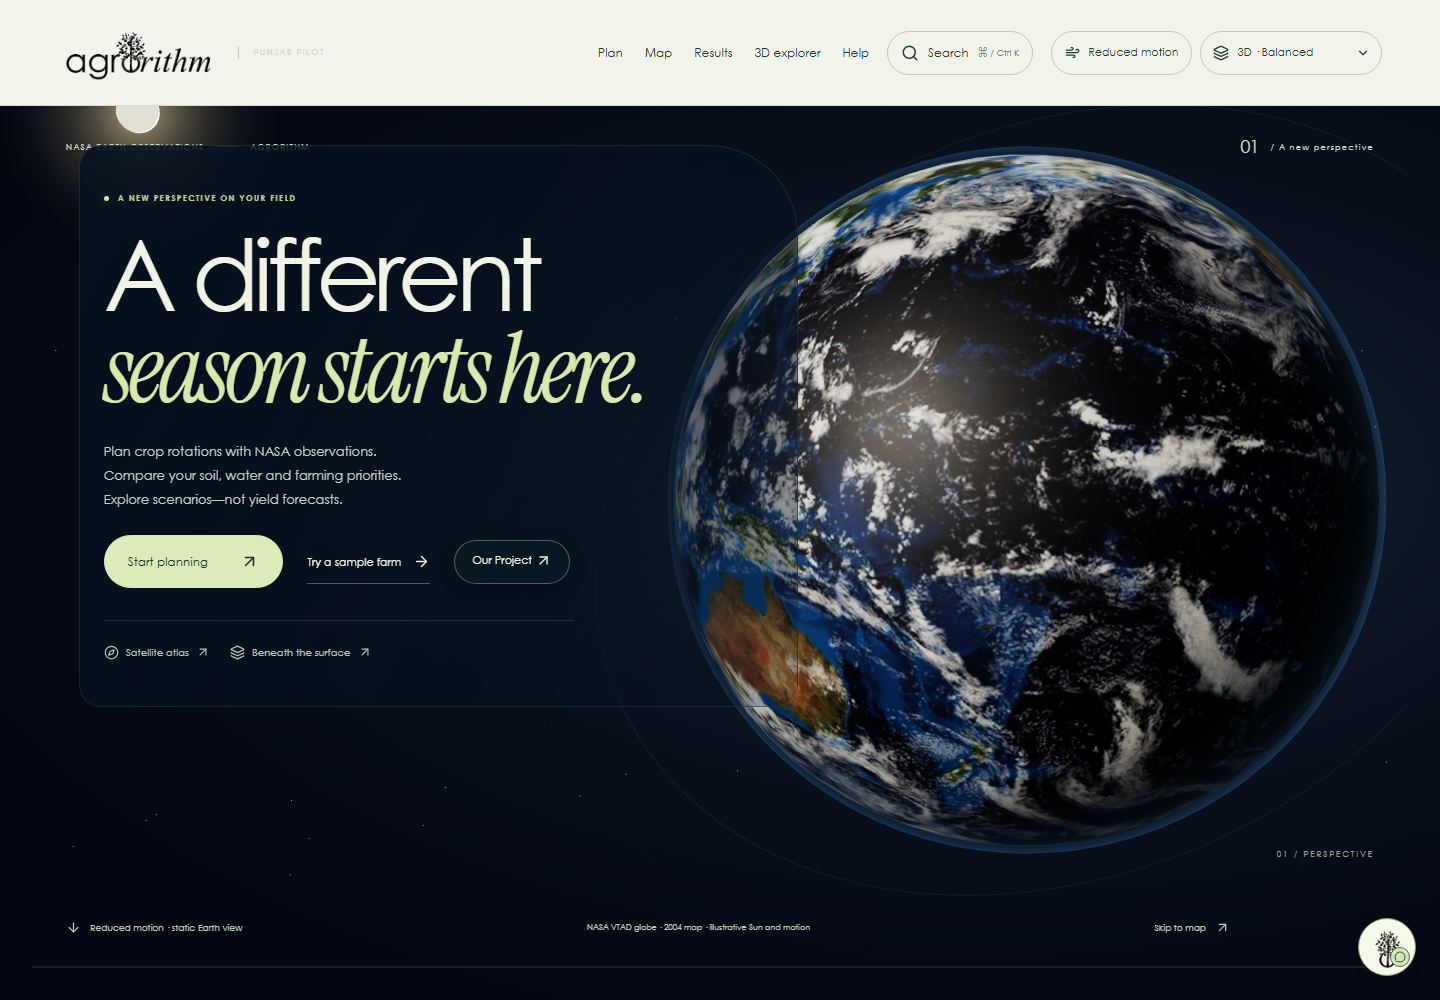 agrorithm
PUNJAB PILOT
Plan
Map
Results
3D explorer
Help
Search ⌘ / Ctrl K
Reduced motion
3D · Balanced
NASA EARTH OBSERVATIONS
AGRORITHM
01 / A new perspective
A NEW PERSPECTIVE ON YOUR FIELD
A different
season starts here.
Plan crop rotations with NASA observations.
Compare your soil, water and farming priorities.
Explore scenarios—not yield forecasts.
Start planning
Try a sample farm
Our Project
Satellite atlas
Beneath the surface
01 / PERSPECTIVE
Reduced motion · static Earth view
NASA VTAD globe · 2004 map · illustrative Sun and motion
Skip to map